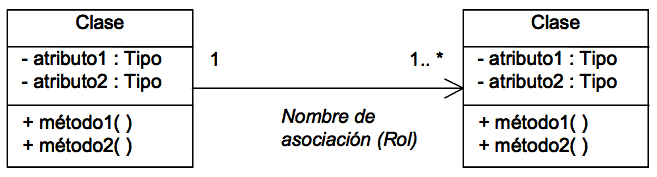 Clase
- atributo1 : Tipo
- atributo2 : Tipo
+ método1( )
+ método2( )
1
1.. *
Nombre de
asociación (Rol)
Clase
- atributo1 : Tipo
- atributo2 : Tipo
+ método1( )
+ método2( )